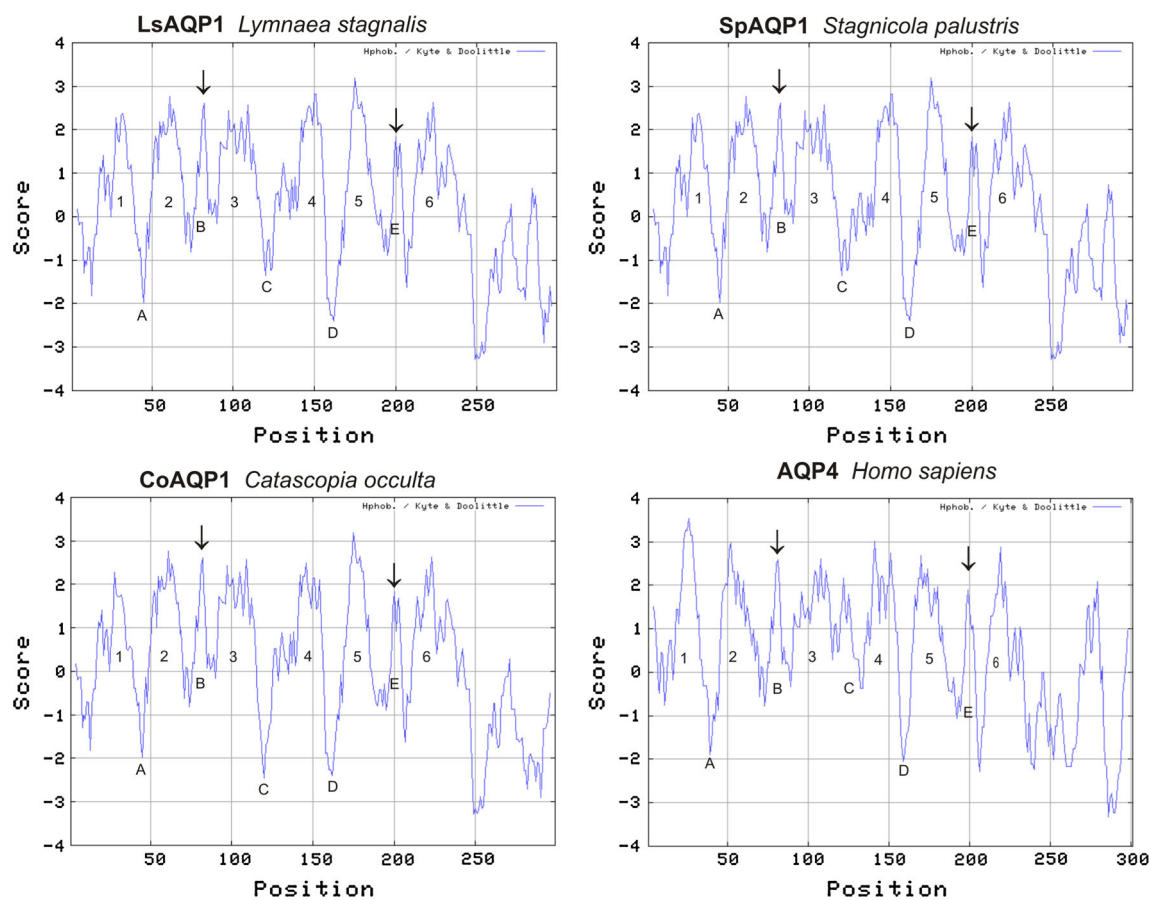 LsAQP1 Lymnaea stagnalis
Hphob. / Kyte & Doolittle
4
3
2
1
0
-1
-2
-3
-4
Score
1
2
3
4
5
6
A
B
C
D
E
50 100 150 200 250
Position
SpAQP1 Stagnicola palustris
Hphob. / Kyte & Doolittle
4
3
2
1
0
-1
-2
-3
-4
Score
1
2
3
4
5
6
A
B
C
D
E
50 100 150 200 250
Position
CoAQP1 Catascopia occulta
Hphob. / Kyte & Doolittle
4
3
2
1
0
-1
-2
-3
-4
Score
1
2
3
4
5
6
A
B
C
D
E
50 100 150 200 250
Position
AQP4 Homo sapiens
Hphob. / Kyte & Doolittle
4
3
2
1
0
-1
-2
-3
-4
Score
1
2
3
4
5
6
A
B
C
D
E
50 100 150 200 250 300
Position